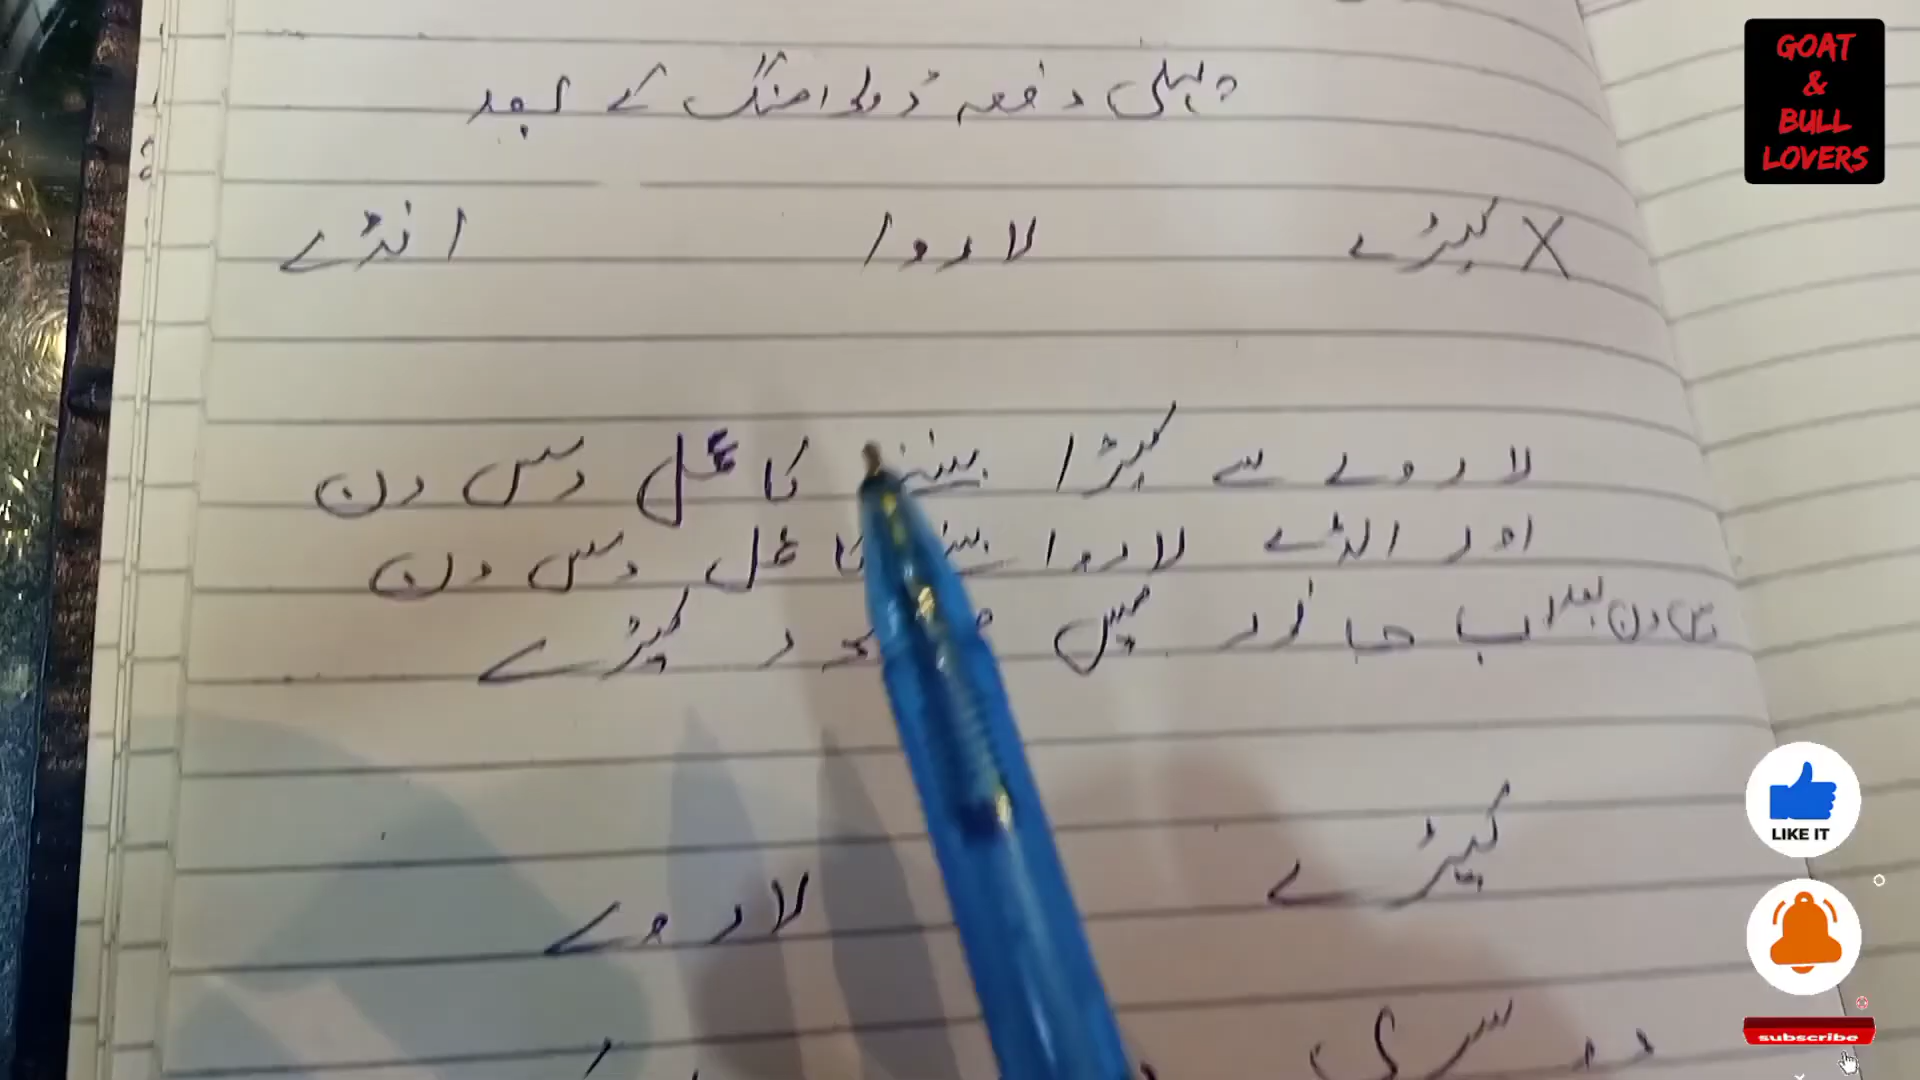 پہلی دفعہ ڈی وارمنگ کے بعد
X کیڑے لاروا انڈے
لاروے سے کیڑا بننے کا عمل دس دن
اور انڈے لاروا بننے کا عمل دس دن
دن بعد اب جانور میں کیڑے
کیڑے
لاروے
دوسری
GOAT
&
BULL
LOVERS
LIKE IT
subscribe